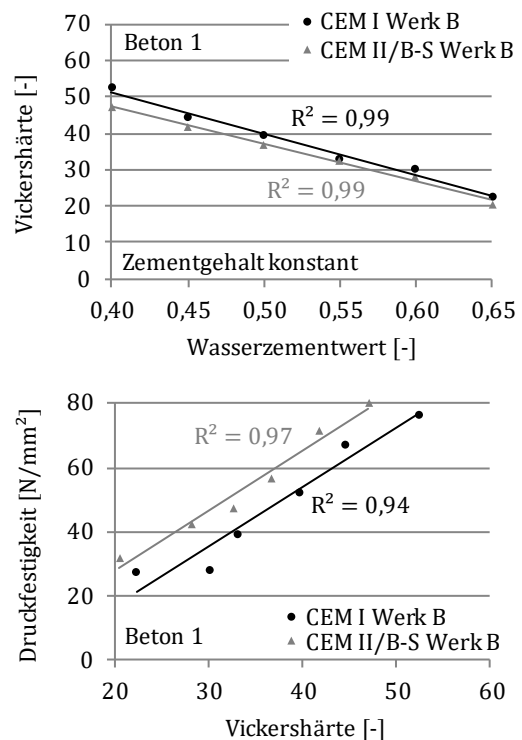 70
60
50
40
30
20
10
0
Vickershärte [-]
Beton 1
CEM I Werk B
CEM II/B-S Werk B
R² = 0,99
R² = 0,99
Zementgehalt konstant
0,40 0,45 0,50 0,55 0,60 0,65
Wasserzementwert [-]
80
60
40
20
0
Druckfestigkeit [N/mm²]
R² = 0,97
R² = 0,94
CEM I Werk B
CEM II/B-S Werk B
Beton 1
20 30 40 50 60
Vickershärte [-]